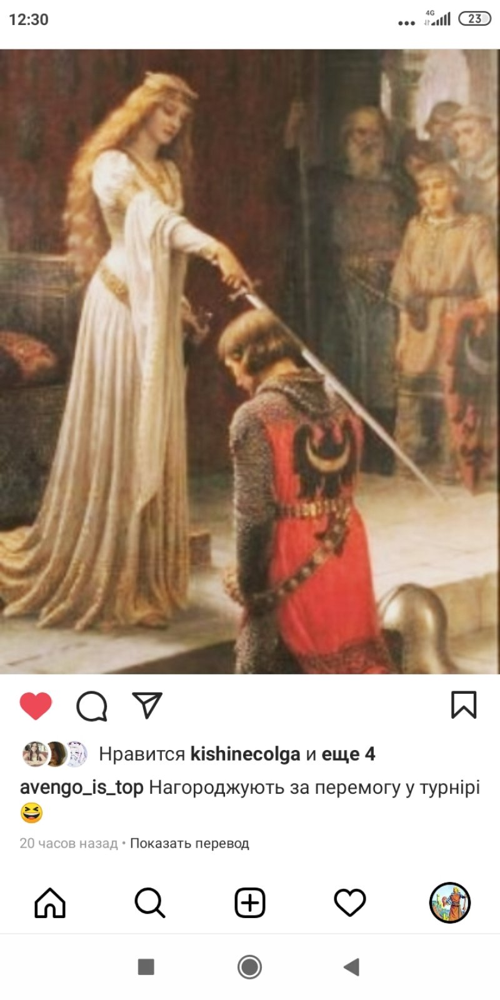 12:30
4G
23
Нравится kishinecolga и еще 4
avengo_is_top Нагороджують за перемогу у турнірі
😆
20 часов назад • Показать перевод